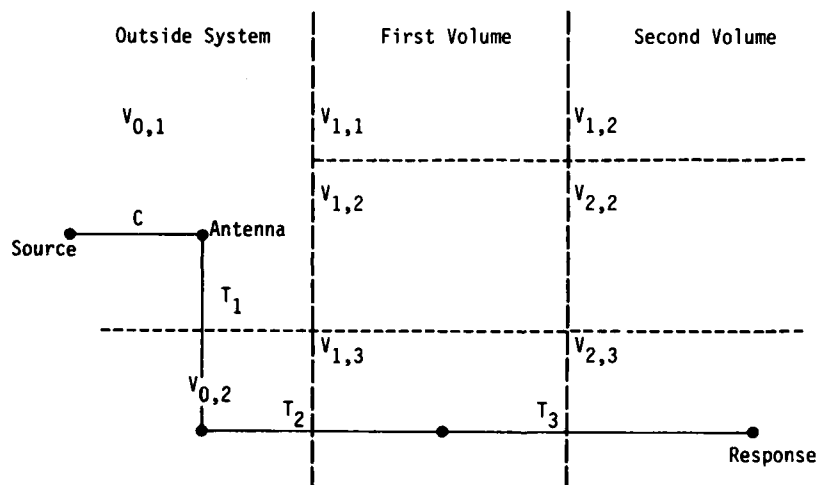 Outside System First Volume Second Volume
V0,1 V1,1 V1,2
V1,2 V2,2
C
Source Antenna
T1
V1,3 V2,3
V0,2
T2 T3
Response